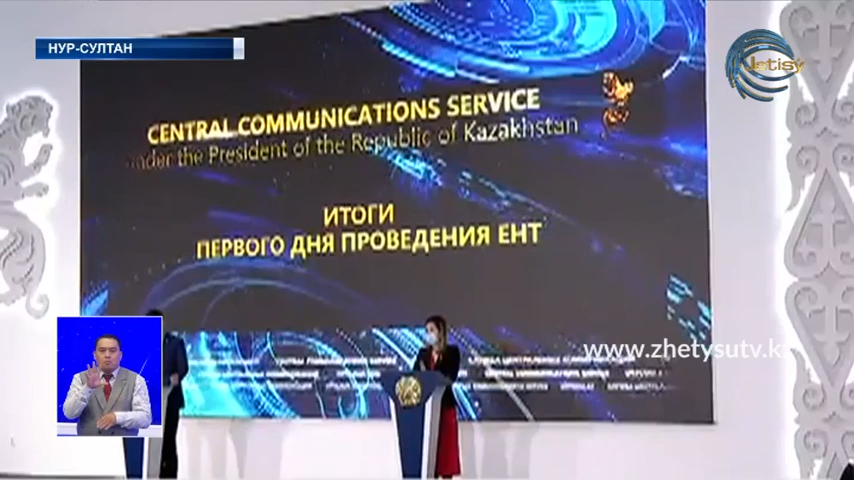 НУР-СУЛТАН
Jetisy
CENTRAL COMMUNICATIONS SERVICE
under the President of the Republic of Kazakhstan
ИТОГИ
ПЕРВОГО ДНЯ ПРОВЕДЕНИЯ ЕНТ
www.zhetysutv.k